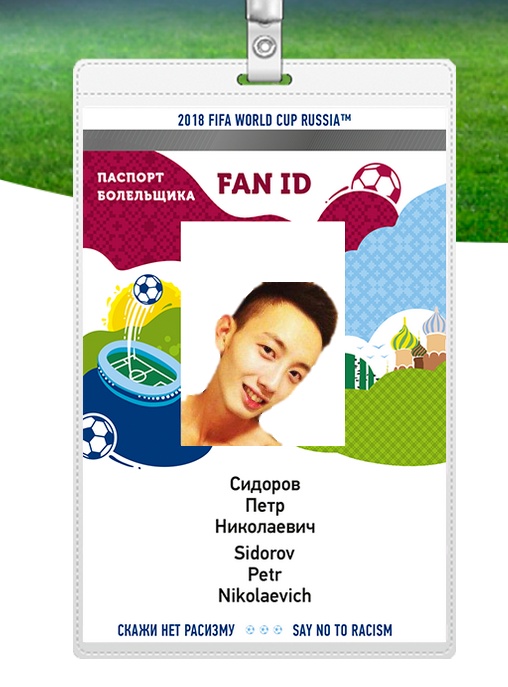 2018 FIFA WORLD CUP RUSSIA™
ПАСПОРТ
БОЛЕЛЬЩИКА
FAN ID
Сидоров
Петр
Николаевич
Sidorov
Petr
Nikolaevich
СКАЖИ НЕТ РАСИЗМУ SAY NO TO RACISM